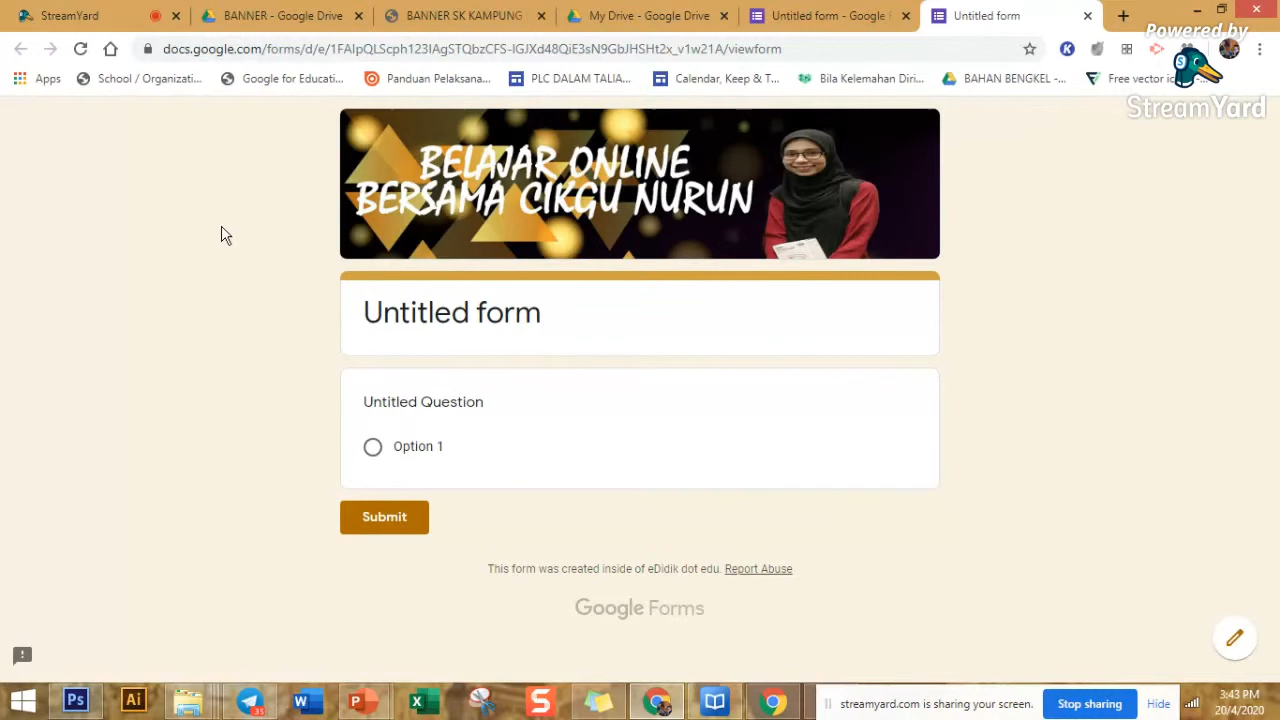 StreamYard
BANNER - Google Drive
BANNER SK KAMPUNG
My Drive - Google Drive
Untitled form - Google F
Untitled form
docs.google.com/forms/d/e/1FAIpQLScph123IAgSTQbzCFS-IGJXd48QiE3sN9GbJHSHt2x_v1w21A/viewform
Powered by
StreamYard
Apps
School / Organizati...
Google for Educati...
Panduan Pelaksana...
PLC DALAM TALIA...
Calendar, Keep & T...
Bila Kelemahan Diri...
BAHAN BENGKEL -...
Free vector ic
BELAJAR ONLINE
BERSAMA CIKGU NURUN
Untitled form
Untitled Question
Option 1
Submit
This form was created inside of eDidik dot edu. Report Abuse
Google Forms
Ps
Ai
35
streamyard.com is sharing your screen.
Stop sharing
Hide
3:43 PM
20/4/2020